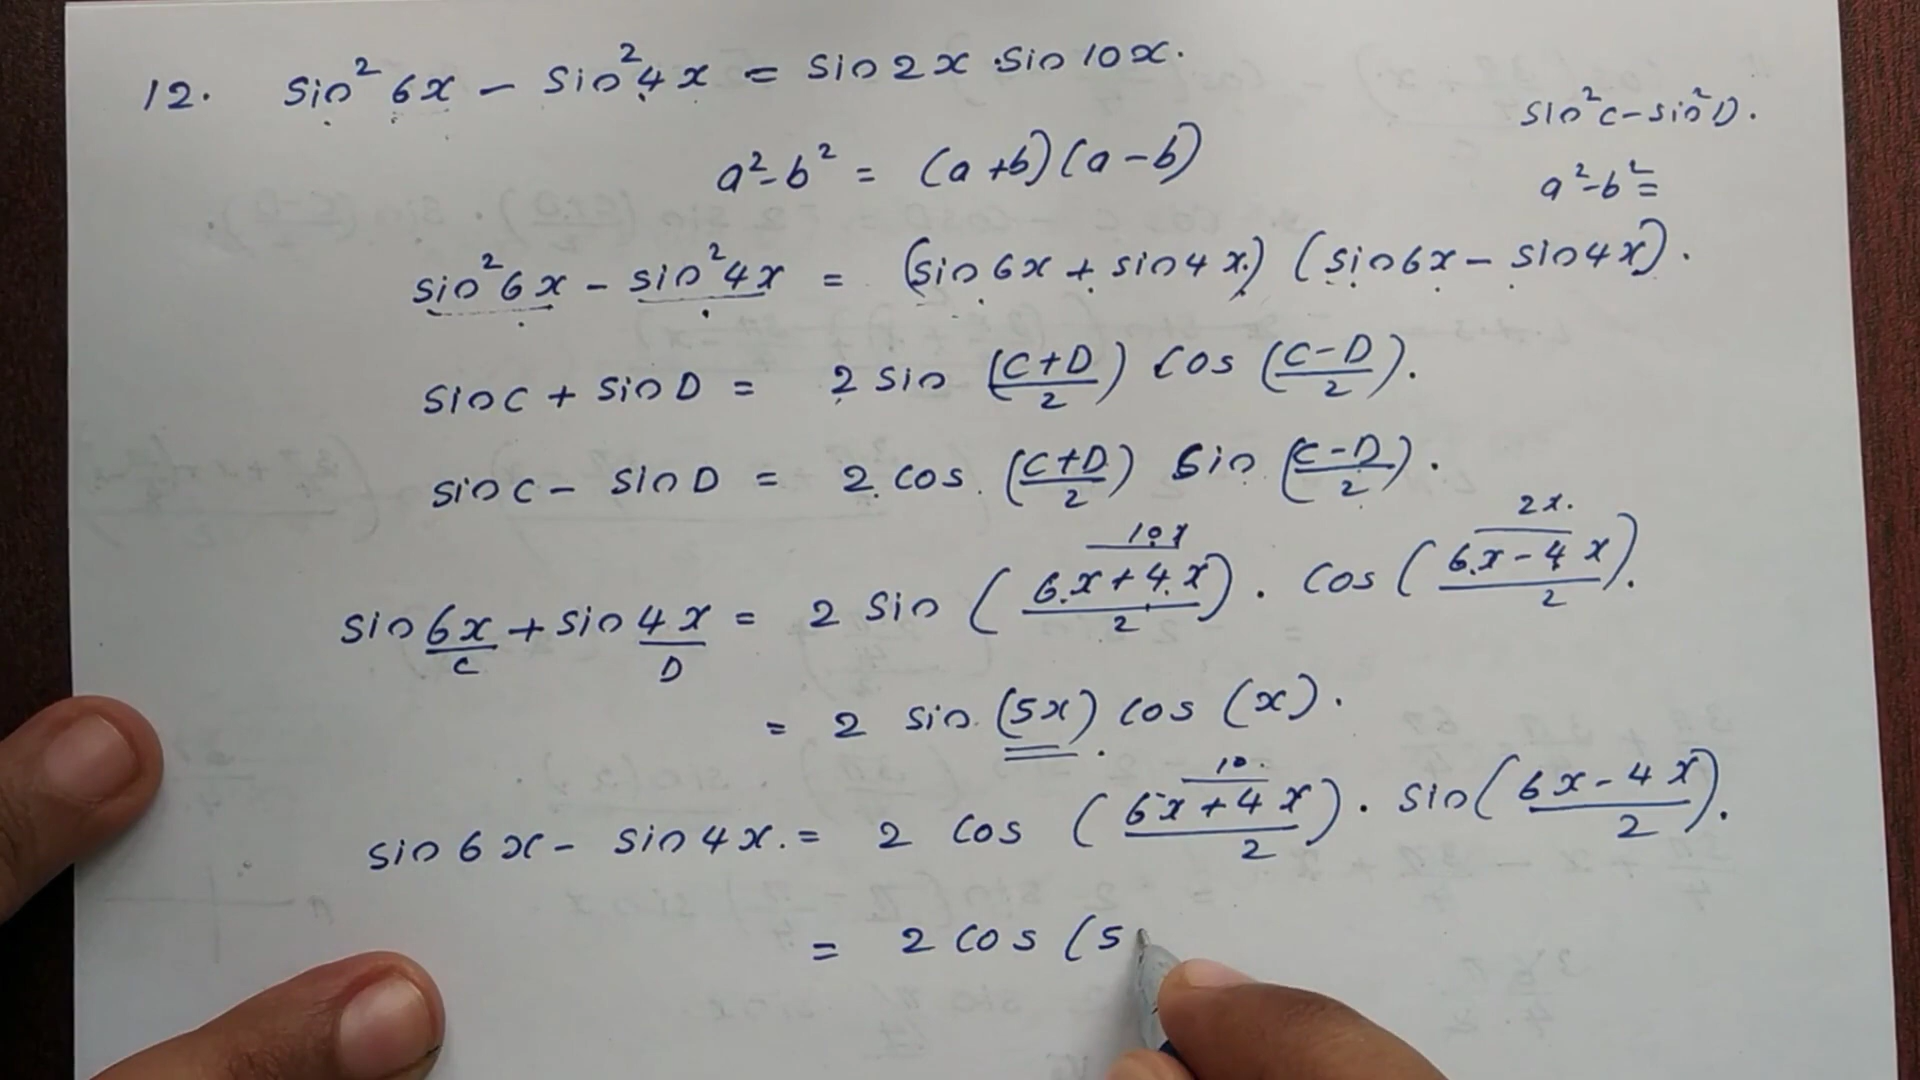 12. sin² 6x - sin² 4x = sin 2x . sin 10x.
sin²C - sin²D.
a² - b² = (a+b)(a-b)
a² - b² =
sin² 6x - sin² 4x = (sin 6x + sin 4x) (sin 6x - sin 4x).
sin C + sin D = 2 sin (C+D/2) cos (C-D/2).
sin C - sin D = 2 cos (C+D/2) sin (C-D/2).
10x 2x.
sin 6x + sin 4x = 2 sin (6x+4x/2) . cos (6x-4x/2).
C D
= 2 sin (5x) cos (x).
10.
sin 6x - sin 4x = 2 cos (6x+4x/2) . sin (6x-4x/2).
= 2 cos (5